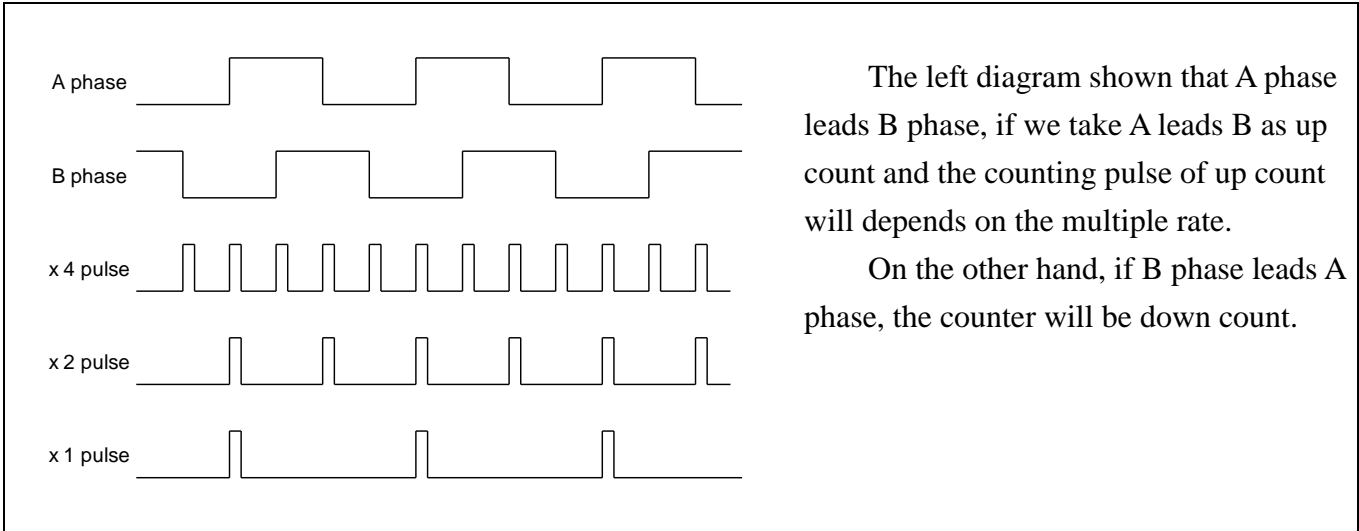 A phase
B phase
x 4 pulse
x 2 pulse
x 1 pulse
The left diagram shown that A phase
leads B phase, if we take A leads B as up
count and the counting pulse of up count
will depends on the multiple rate.
On the other hand, if B phase leads A
phase, the counter will be down count.